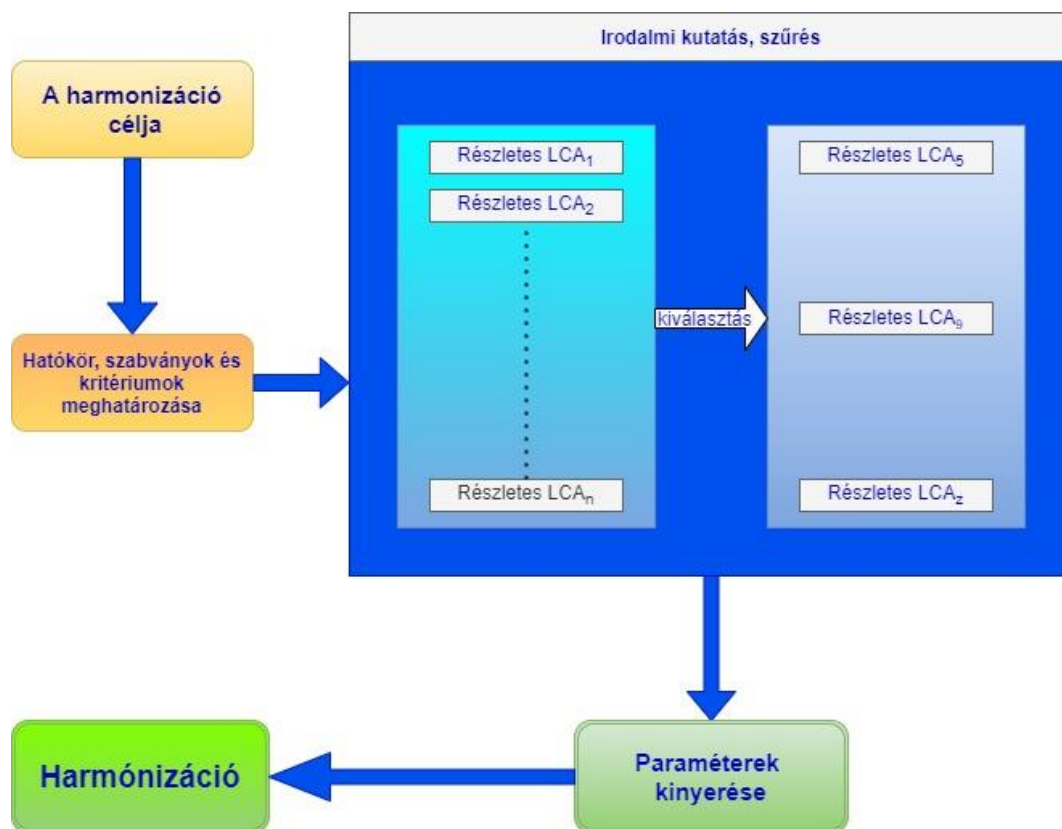 A harmonizáció
célja
Hatókör, szabványok és
kritériumok
meghatározása
Irodalmi kutatás, szűrés
Részletes LCA₁
Részletes LCA₂
Részletes LCAₙ
kiválasztás
Részletes LCA₅
Részletes LCA₉
Részletes LCA_z
Paraméterek
kinyerése
Harmónizáció